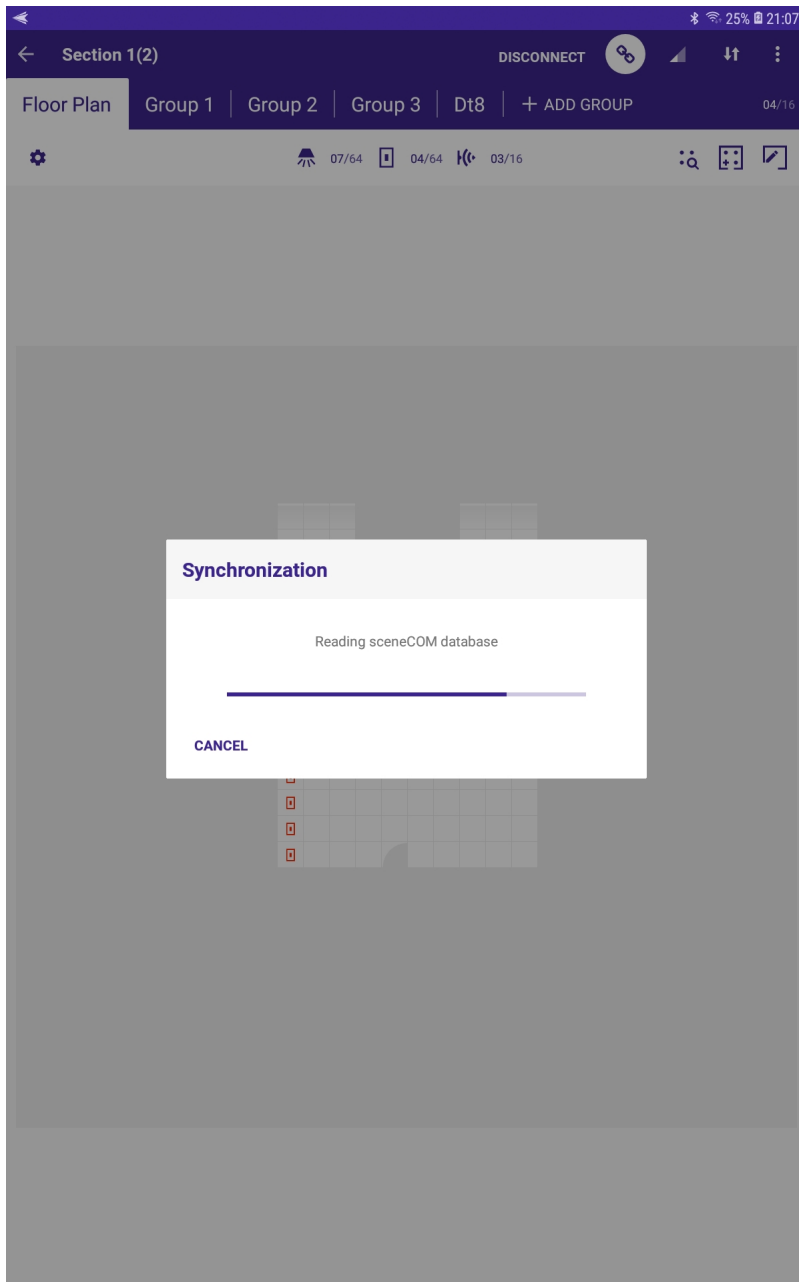 25% 21:07
Section 1(2) DISCONNECT
Floor Plan Group 1 Group 2 Group 3 Dt8 + ADD GROUP 04/16
07/64 04/64 03/16
Synchronization
Reading sceneCOM database
CANCEL